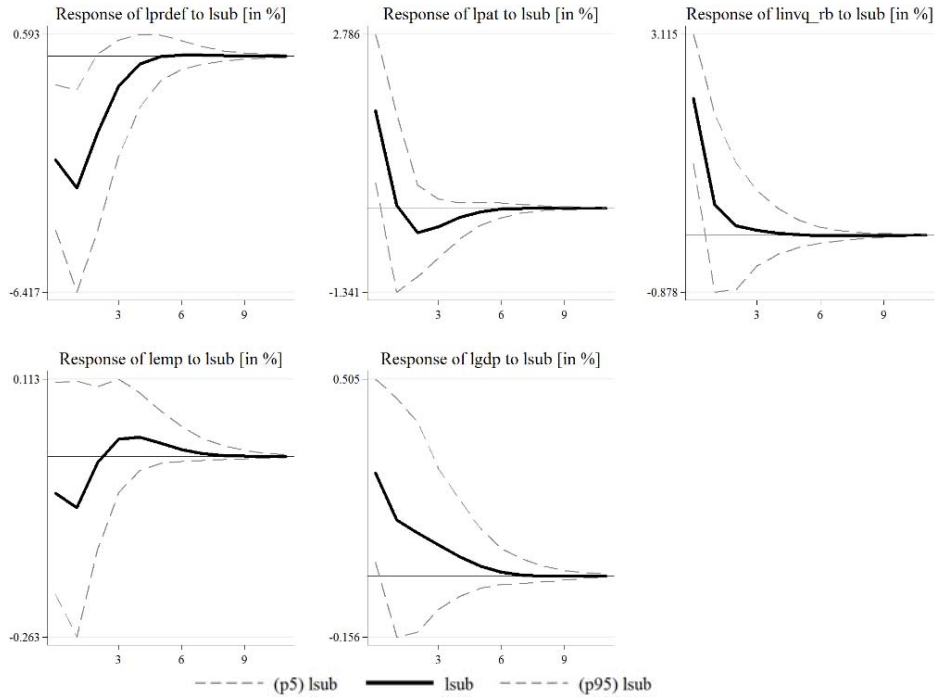 Response of lprdef to lsub [in %]
0.593
-6.417
3 6 9
Response of lpat to lsub [in %]
2.786
-1.341
3 6 9
Response of linvq_rb to lsub [in %]
3.115
-0.878
3 6 9
Response of lemp to lsub [in %]
0.113
-0.263
3 6 9
Response of lgdp to lsub [in %]
0.505
-0.156
3 6 9
(p5) lsub lsub (p95) lsub